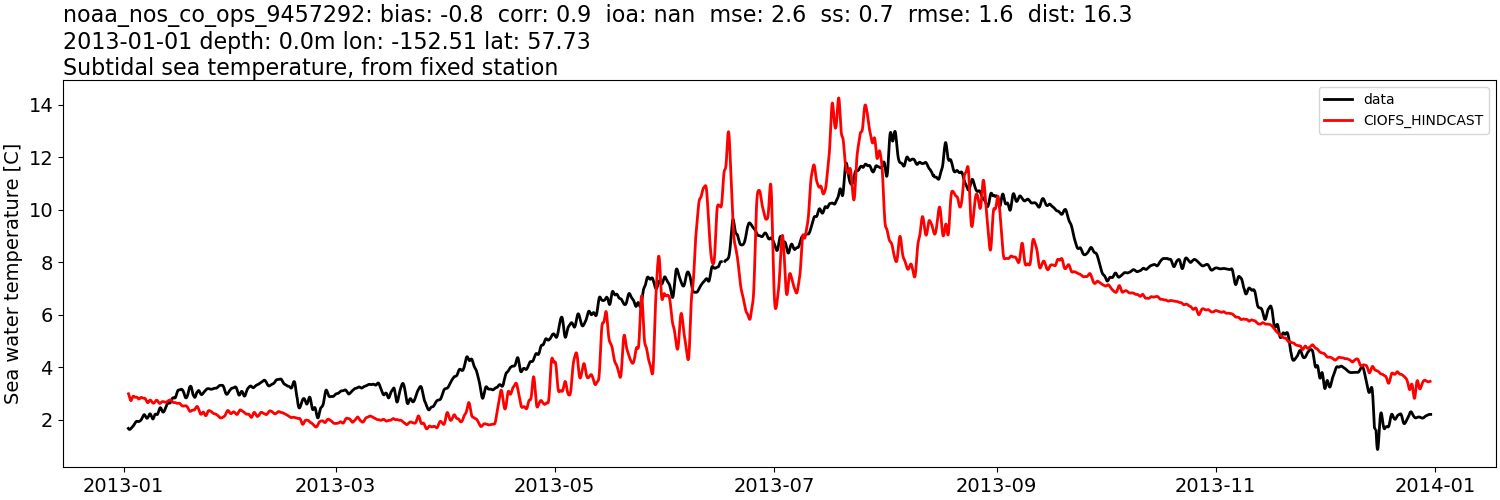 noaa_nos_co_ops_9457292: bias: -0.8 corr: 0.9 ioa: nan mse: 2.6 ss: 0.7 rmse: 1.6 dist: 16.3
2013-01-01 depth: 0.0m lon: -152.51 lat: 57.73
Subtidal sea temperature, from fixed station
Sea water temperature [C]
14
12
10
8
6
4
2
data
CIOFS_HINDCAST
2013-01 2013-03 2013-05 2013-07 2013-09 2013-11 2014-01